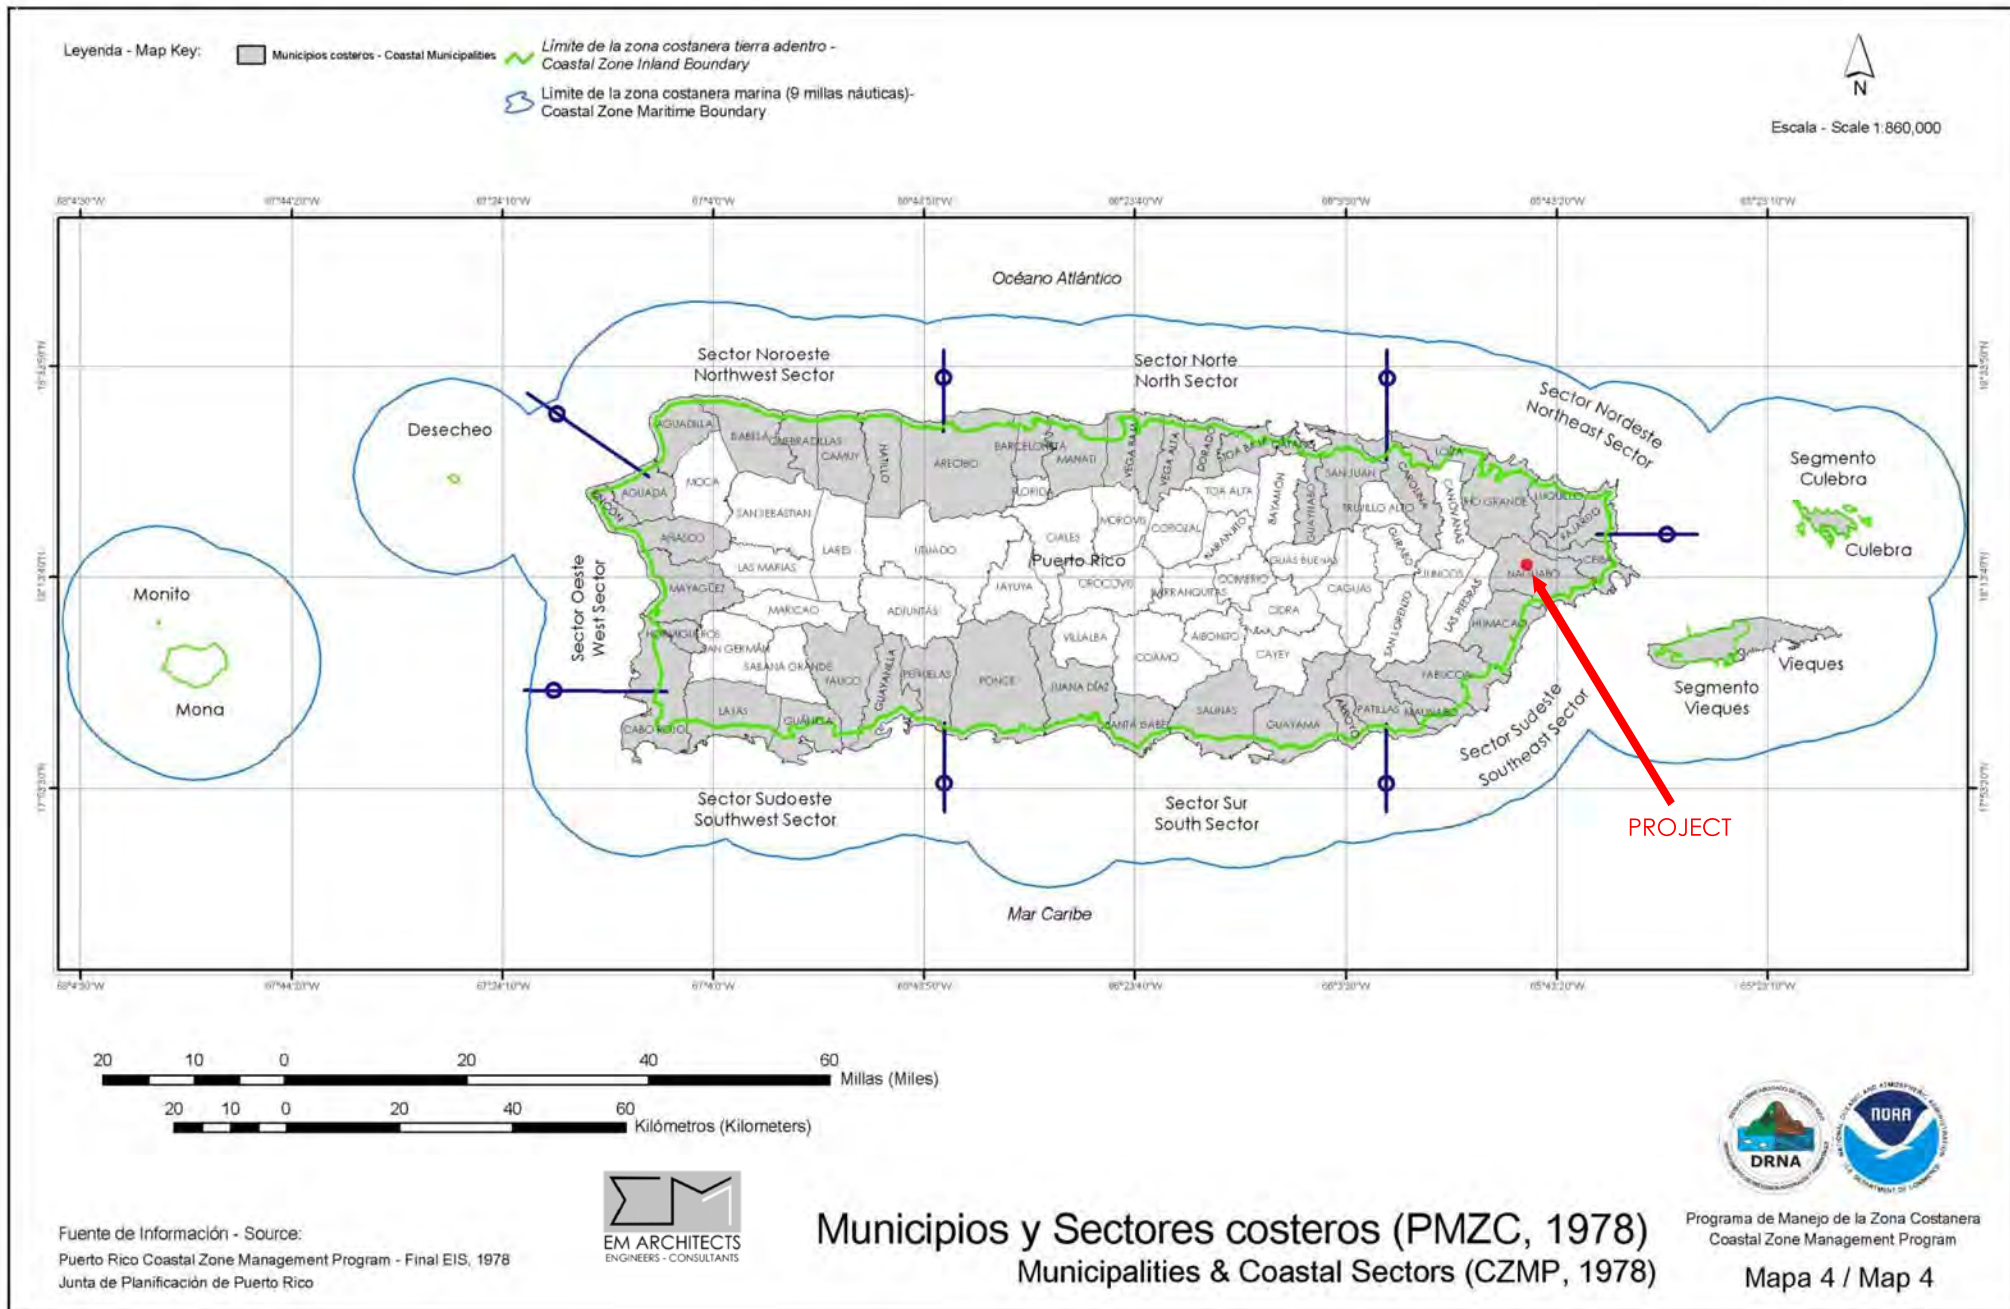 Leyenda - Map Key:
Municipios costeros - Coastal Municipalities
Límite de la zona costanera tierra adentro -
Coastal Zone Inland Boundary
Límite de la zona costanera marina (9 millas náuticas)-
Coastal Zone Maritime Boundary
N
Escala - Scale 1:860,000
Océano Atlántico
Sector Noroeste
Northwest Sector
Sector Norte
North Sector
Sector Nordeste
Northeast Sector
Desecheo
Segmento
Culebra
Culebra
Monito
Mona
Sector Oeste
West Sector
Puerto Rico
AGUADILLA
ISABELA
QUEBRADILLAS
CAMUY
HATILLO
ARECIBO
BARCELONETA
MANATI
VEGA BAJA
VEGA ALTA
DORADO
SAN JUAN
LOIZA
CAROLINA
CANOVANAS
RIO GRANDE
LUQUILLO
FAJARDO
CEIBA
AGUADA
MOCA
SAN SEBASTIAN
LARES
UTUADO
FLORIDA
CIALES
MOROVIS
COROZAL
TOA ALTA
NARANJITO
BAYAMÓN
GUAYNABO
TRUJILLO ALTO
GURABO
AÑASCO
LAS MARIAS
MAYAGÜEZ
MARICAO
ADJUNTAS
JAYUYA
OROCOVIS
BARRANQUITAS
COMERIO
AGUAS BUENAS
CAGUAS
JUNCOS
NAGUABO
LAS PIEDRAS
HUMACAO
HORMIGUEROS
SAN GERMÁN
SABANA GRANDE
YAUCO
GUAYANILLA
PEÑUELAS
PONCE
VILLALBA
JUANA DÍAZ
COAMO
AIBONITO
CIDRA
CAYEY
SAN LORENZO
YABUCOA
CABO ROJO
LAJAS
GUÁNICA
SANTA ISABEL
SALINAS
GUAYAMA
ARROYO
PATILLAS
MAUNABO
Segmento
Vieques
Vieques
Sector Sudeste
Southeast Sector
Sector Sudoeste
Southwest Sector
Sector Sur
South Sector
PROJECT
Mar Caribe
20 10 0 20 40 60
Millas (Miles)
20 10 0 20 40 60
Kilómetros (Kilometers)
DRNA
NOAA
EM ARCHITECTS
ENGINEERS - CONSULTANTS
Fuente de Información - Source:
Puerto Rico Coastal Zone Management Program - Final EIS, 1978
Junta de Planificación de Puerto Rico
Municipios y Sectores costeros (PMZC, 1978)
Municipalities & Coastal Sectors (CZMP, 1978)
Programa de Manejo de la Zona Costanera
Coastal Zone Management Program
Mapa 4 / Map 4